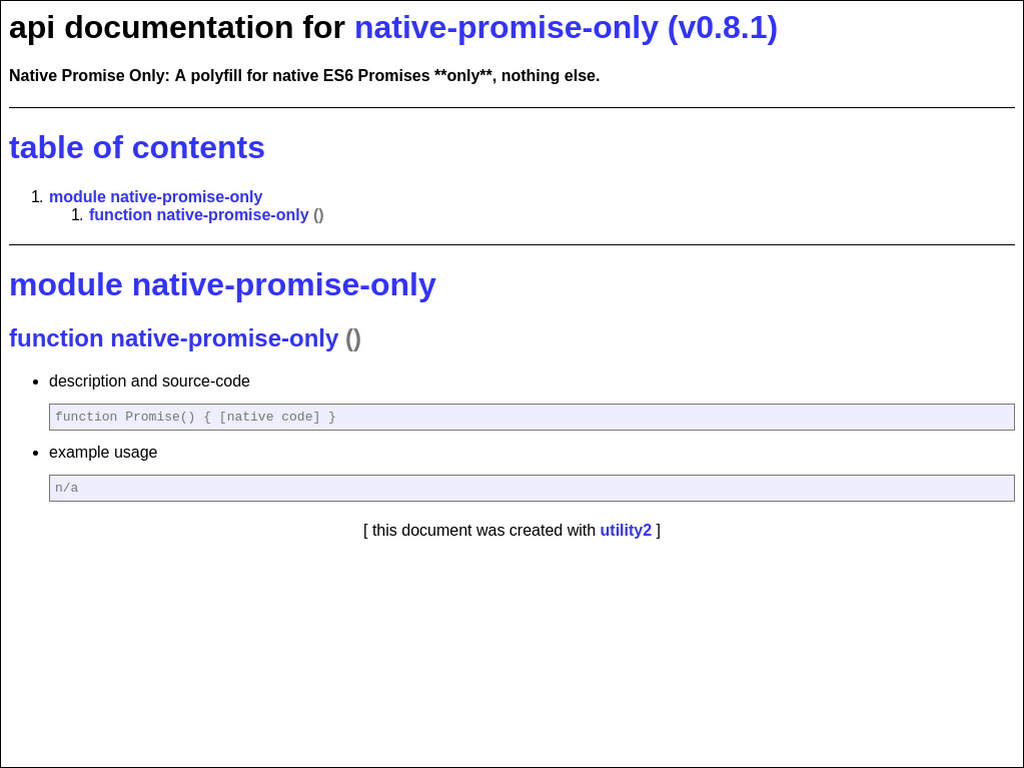 api documentation for native-promise-only (v0.8.1)
Native Promise Only: A polyfill for native ES6 Promises **only**, nothing else.
table of contents
1. module native-promise-only
1. function native-promise-only ()
module native-promise-only
function native-promise-only ()
• description and source-code
function Promise() { [native code] }
• example usage
n/a
[ this document was created with utility2 ]